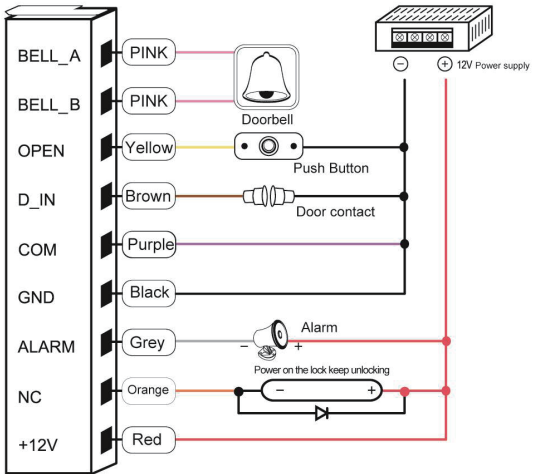 BELL_A
PINK
BELL_B
PINK
Doorbell
− + 12V Power supply
OPEN
Yellow
Push Button
D_IN
Brown
Door contact
COM
Purple
GND
Black
ALARM
Grey
− +
Alarm
Power on the lock keep unlocking
NC
Orange
− +
+12V
Red